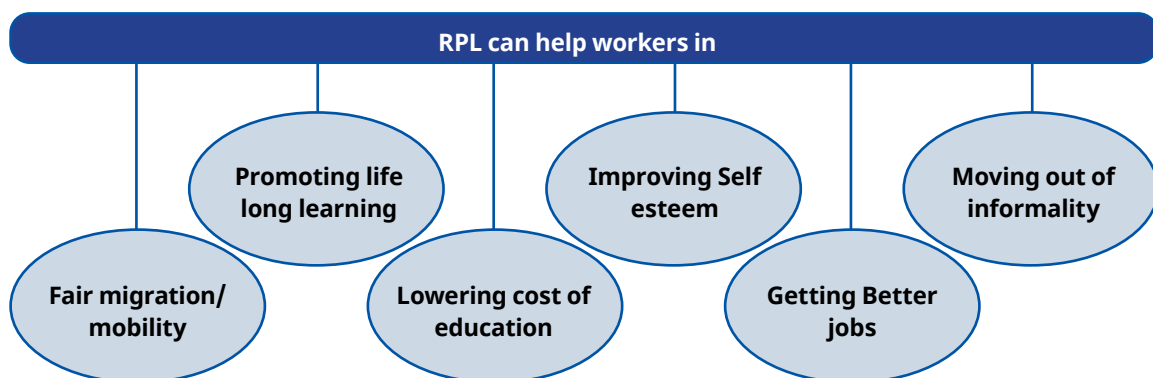 RPL can help workers in
Promoting life
long learning
Improving Self
esteem
Moving out of
informality
Fair migration/
mobility
Lowering cost of
education
Getting Better
jobs